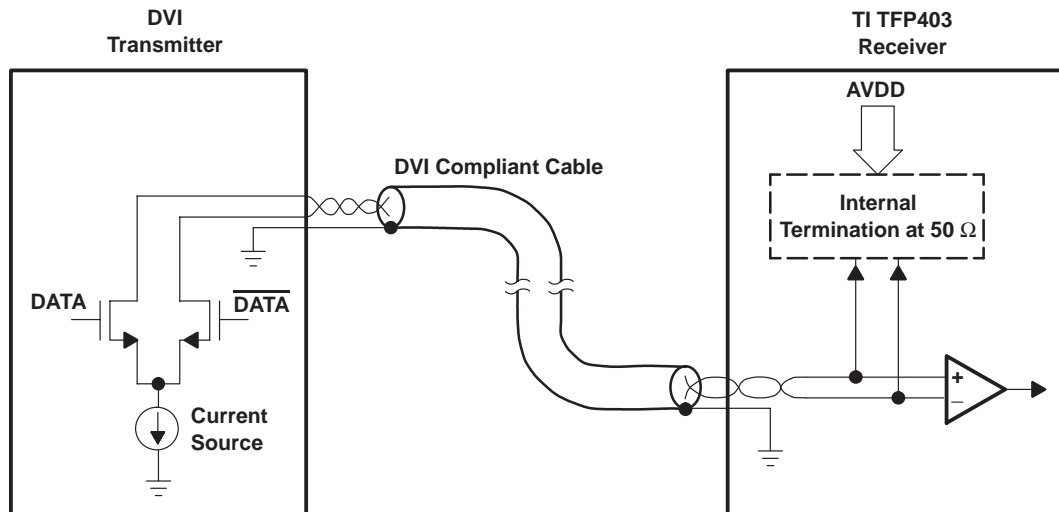 DVI
Transmitter
TI TFP403
Receiver
AVDD
DVI Compliant Cable
Internal
Termination at 50 Ω
DATA
DATA
+
−
Current
Source